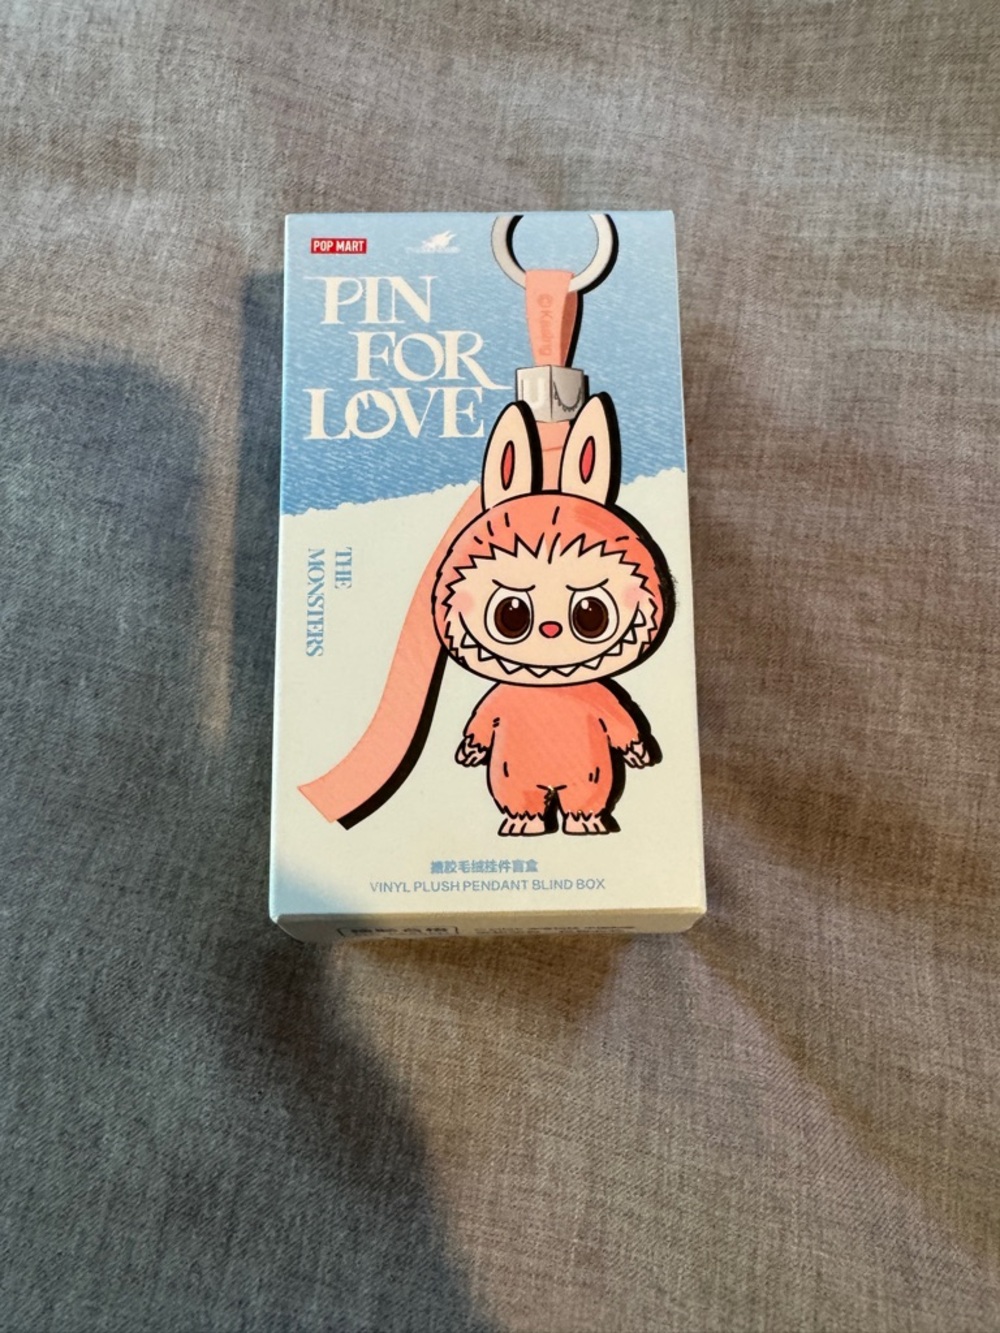 POP MART
PIN
FOR
LOVE
Kasing
U
THE
MONSTERS
搪胶毛绒挂件盲盒
VINYL PLUSH PENDANT BLIND BOX